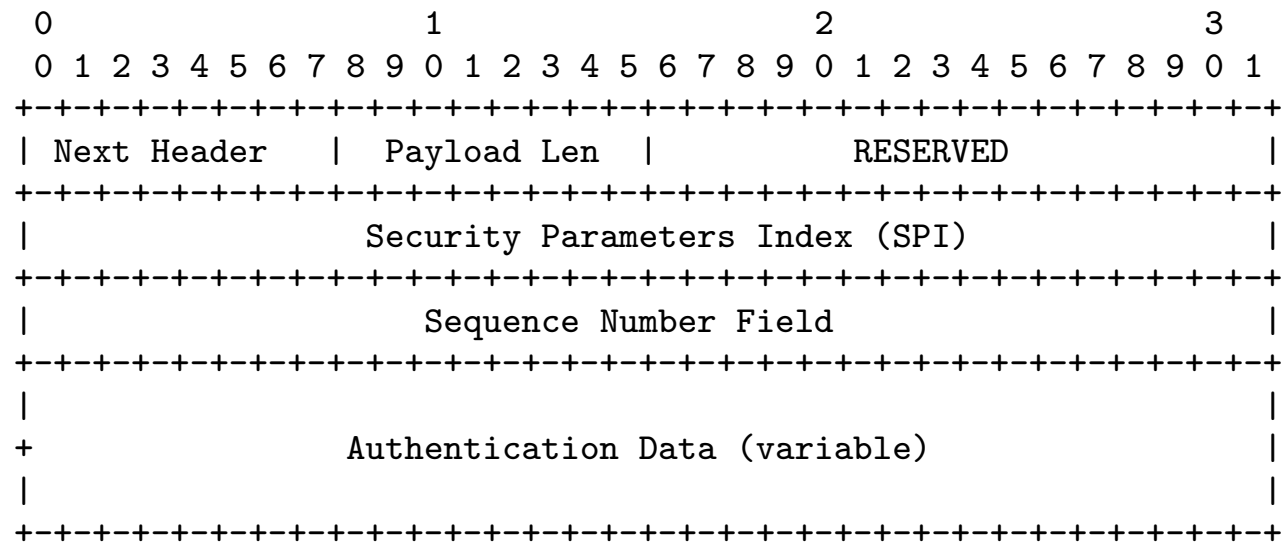 0                   1                   2                   3
 0 1 2 3 4 5 6 7 8 9 0 1 2 3 4 5 6 7 8 9 0 1 2 3 4 5 6 7 8 9 0 1
+-+-+-+-+-+-+-+-+-+-+-+-+-+-+-+-+-+-+-+-+-+-+-+-+-+-+-+-+-+-+-+-+
| Next Header   |  Payload Len  |          RESERVED             |
+-+-+-+-+-+-+-+-+-+-+-+-+-+-+-+-+-+-+-+-+-+-+-+-+-+-+-+-+-+-+-+-+
|                 Security Parameters Index (SPI)               |
+-+-+-+-+-+-+-+-+-+-+-+-+-+-+-+-+-+-+-+-+-+-+-+-+-+-+-+-+-+-+-+-+
|                    Sequence Number Field                      |
+-+-+-+-+-+-+-+-+-+-+-+-+-+-+-+-+-+-+-+-+-+-+-+-+-+-+-+-+-+-+-+-+
|                                                               |
+                Authentication Data (variable)                 |
|                                                               |
+-+-+-+-+-+-+-+-+-+-+-+-+-+-+-+-+-+-+-+-+-+-+-+-+-+-+-+-+-+-+-+-+